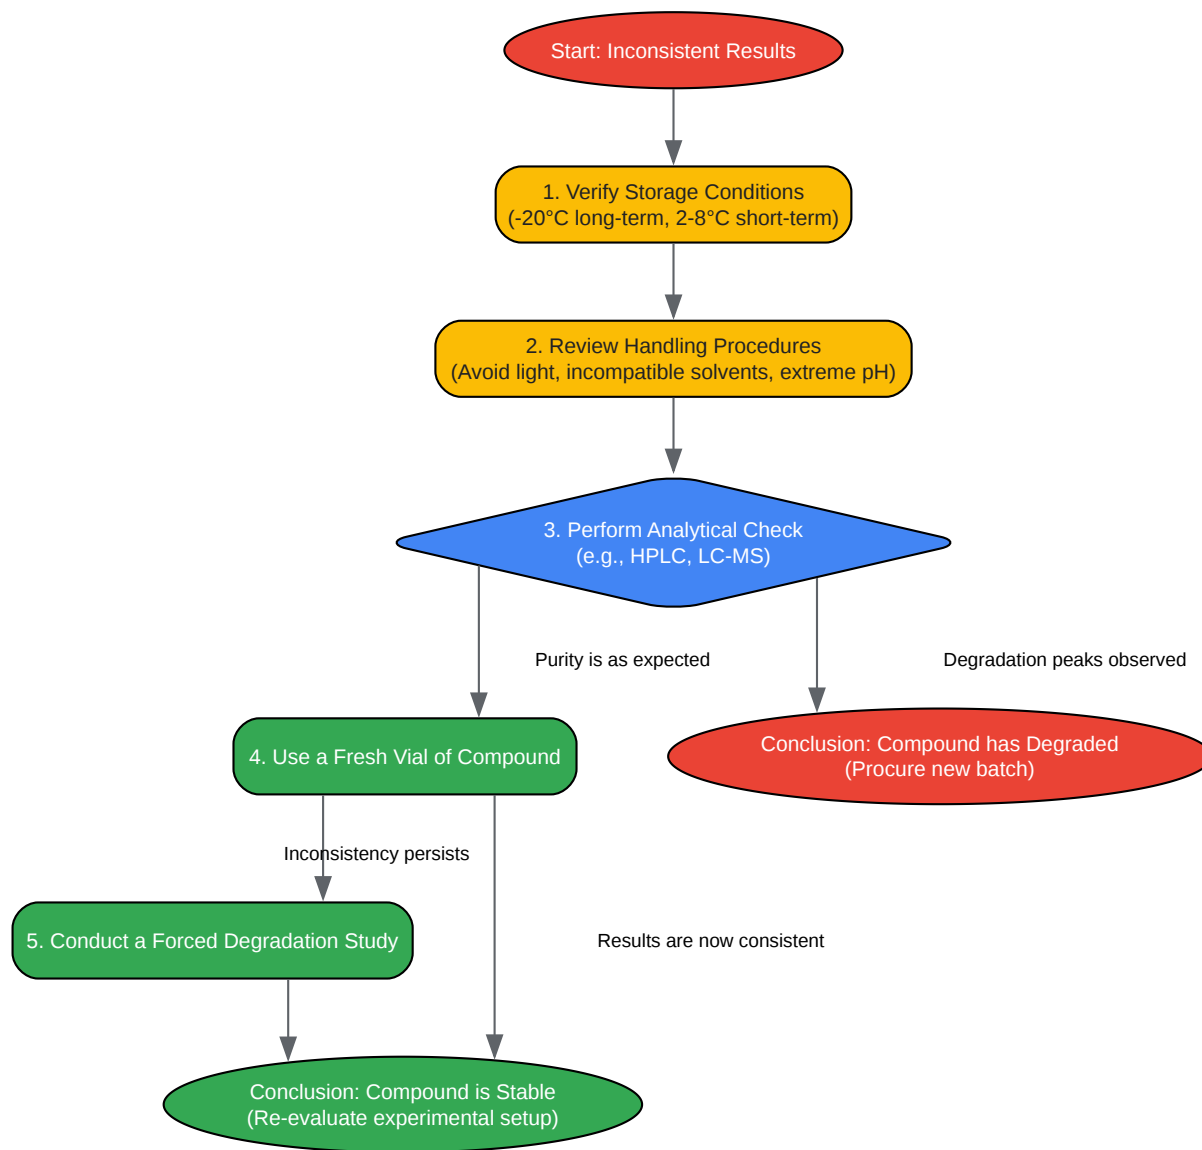 Start: Inconsistent Results
1. Verify Storage Conditions
(-20°C long-term, 2-8°C short-term)
2. Review Handling Procedures
(Avoid light, incompatible solvents, extreme pH)
3. Perform Analytical Check
(e.g., HPLC, LC-MS)
Purity is as expected
Degradation peaks observed
4. Use a Fresh Vial of Compound
Conclusion: Compound has Degraded
(Procure new batch)
Inconsistency persists
5. Conduct a Forced Degradation Study
Results are now consistent
Conclusion: Compound is Stable
(Re-evaluate experimental setup)